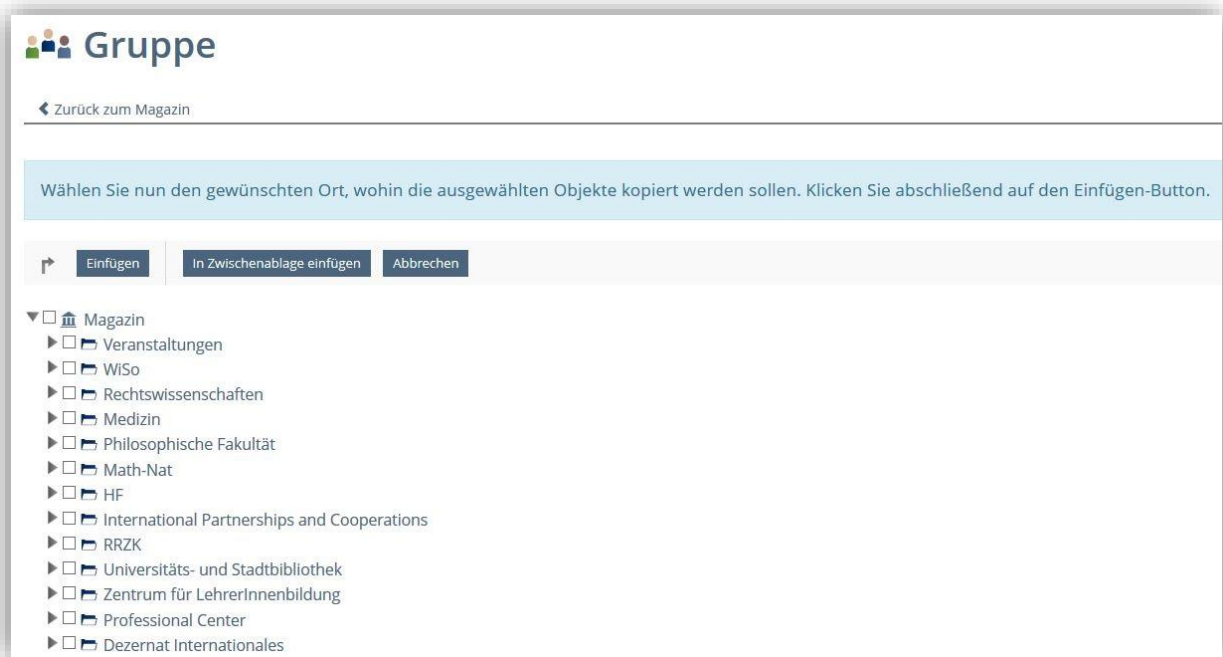 Gruppe
Zurück zum Magazin
Wählen Sie nun den gewünschten Ort, wohin die ausgewählten Objekte kopiert werden sollen. Klicken Sie abschließend auf den Einfügen-Button.
Einfügen In Zwischenablage einfügen Abbrechen
Magazin
Veranstaltungen
WiSo
Rechtswissenschaften
Medizin
Philosophische Fakultät
Math-Nat
HF
International Partnerships and Cooperations
RRZK
Universitäts- und Stadtbibliothek
Zentrum für LehrerInnenbildung
Professional Center
Dezernat Internationales